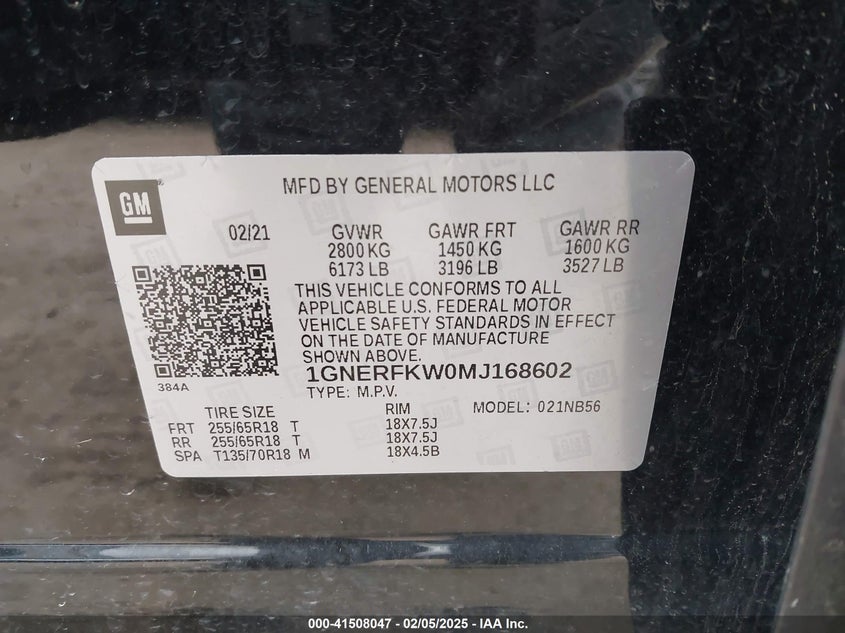 GM
MFD BY GENERAL MOTORS LLC
02/21 GVWR GAWR FRT GAWR RR
2800 KG 1450 KG 1600 KG
6173 LB 3196 LB 3527 LB
THIS VEHICLE CONFORMS TO ALL
APPLICABLE U.S. FEDERAL MOTOR
VEHICLE SAFETY STANDARDS IN EFFECT
ON THE DATE OF MANUFACTURE
SHOWN ABOVE.
384A
1GNERFKW0MJ168602
TYPE: M.P.V. MODEL: 021NB56
TIRE SIZE RIM
FRT 255/65R18 T 18X7.5J
RR 255/65R18 T 18X7.5J
SPA T135/70R18 M 18X4.5B
000-41508047 / 02/05/2025 - IAAI.COM